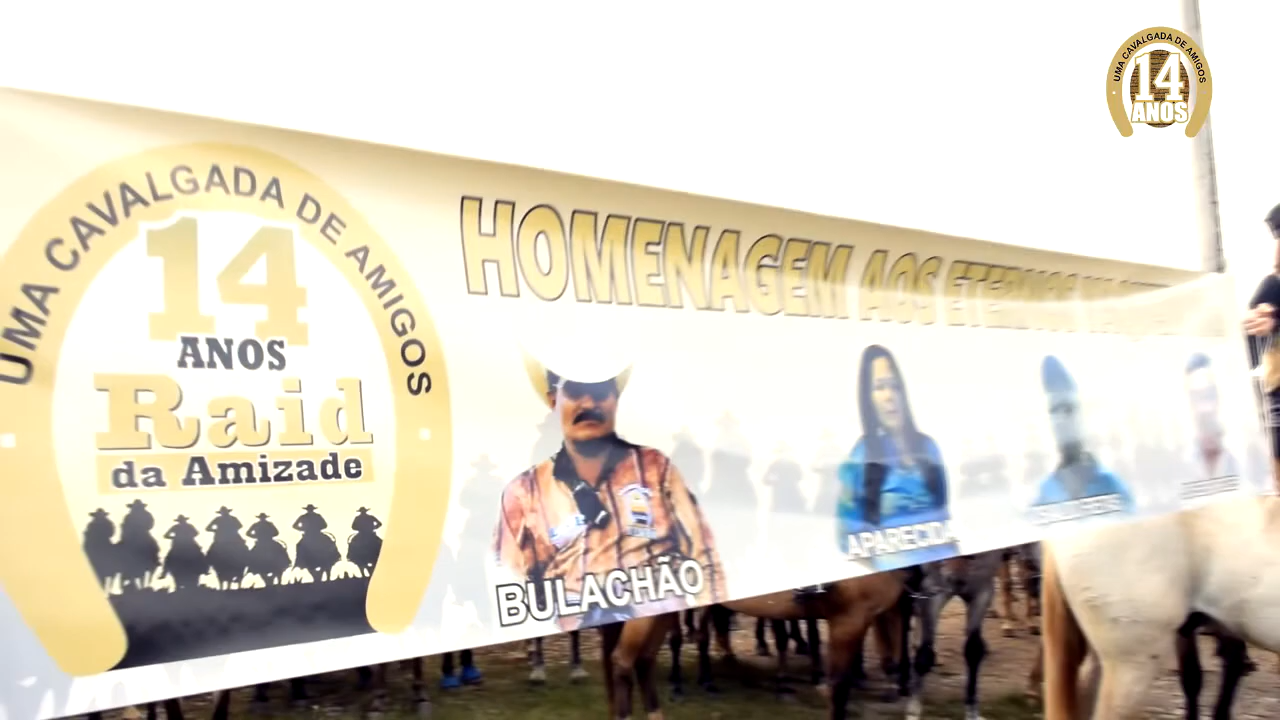 UMA CAVALGADA DE AMIGOS
14
ANOS
UMA CAVALGADA DE AMIGOS
14
ANOS
Raid
da Amizade
HOMENAGEM AOS ETERNOS
BULACHÃO
APARECIDA